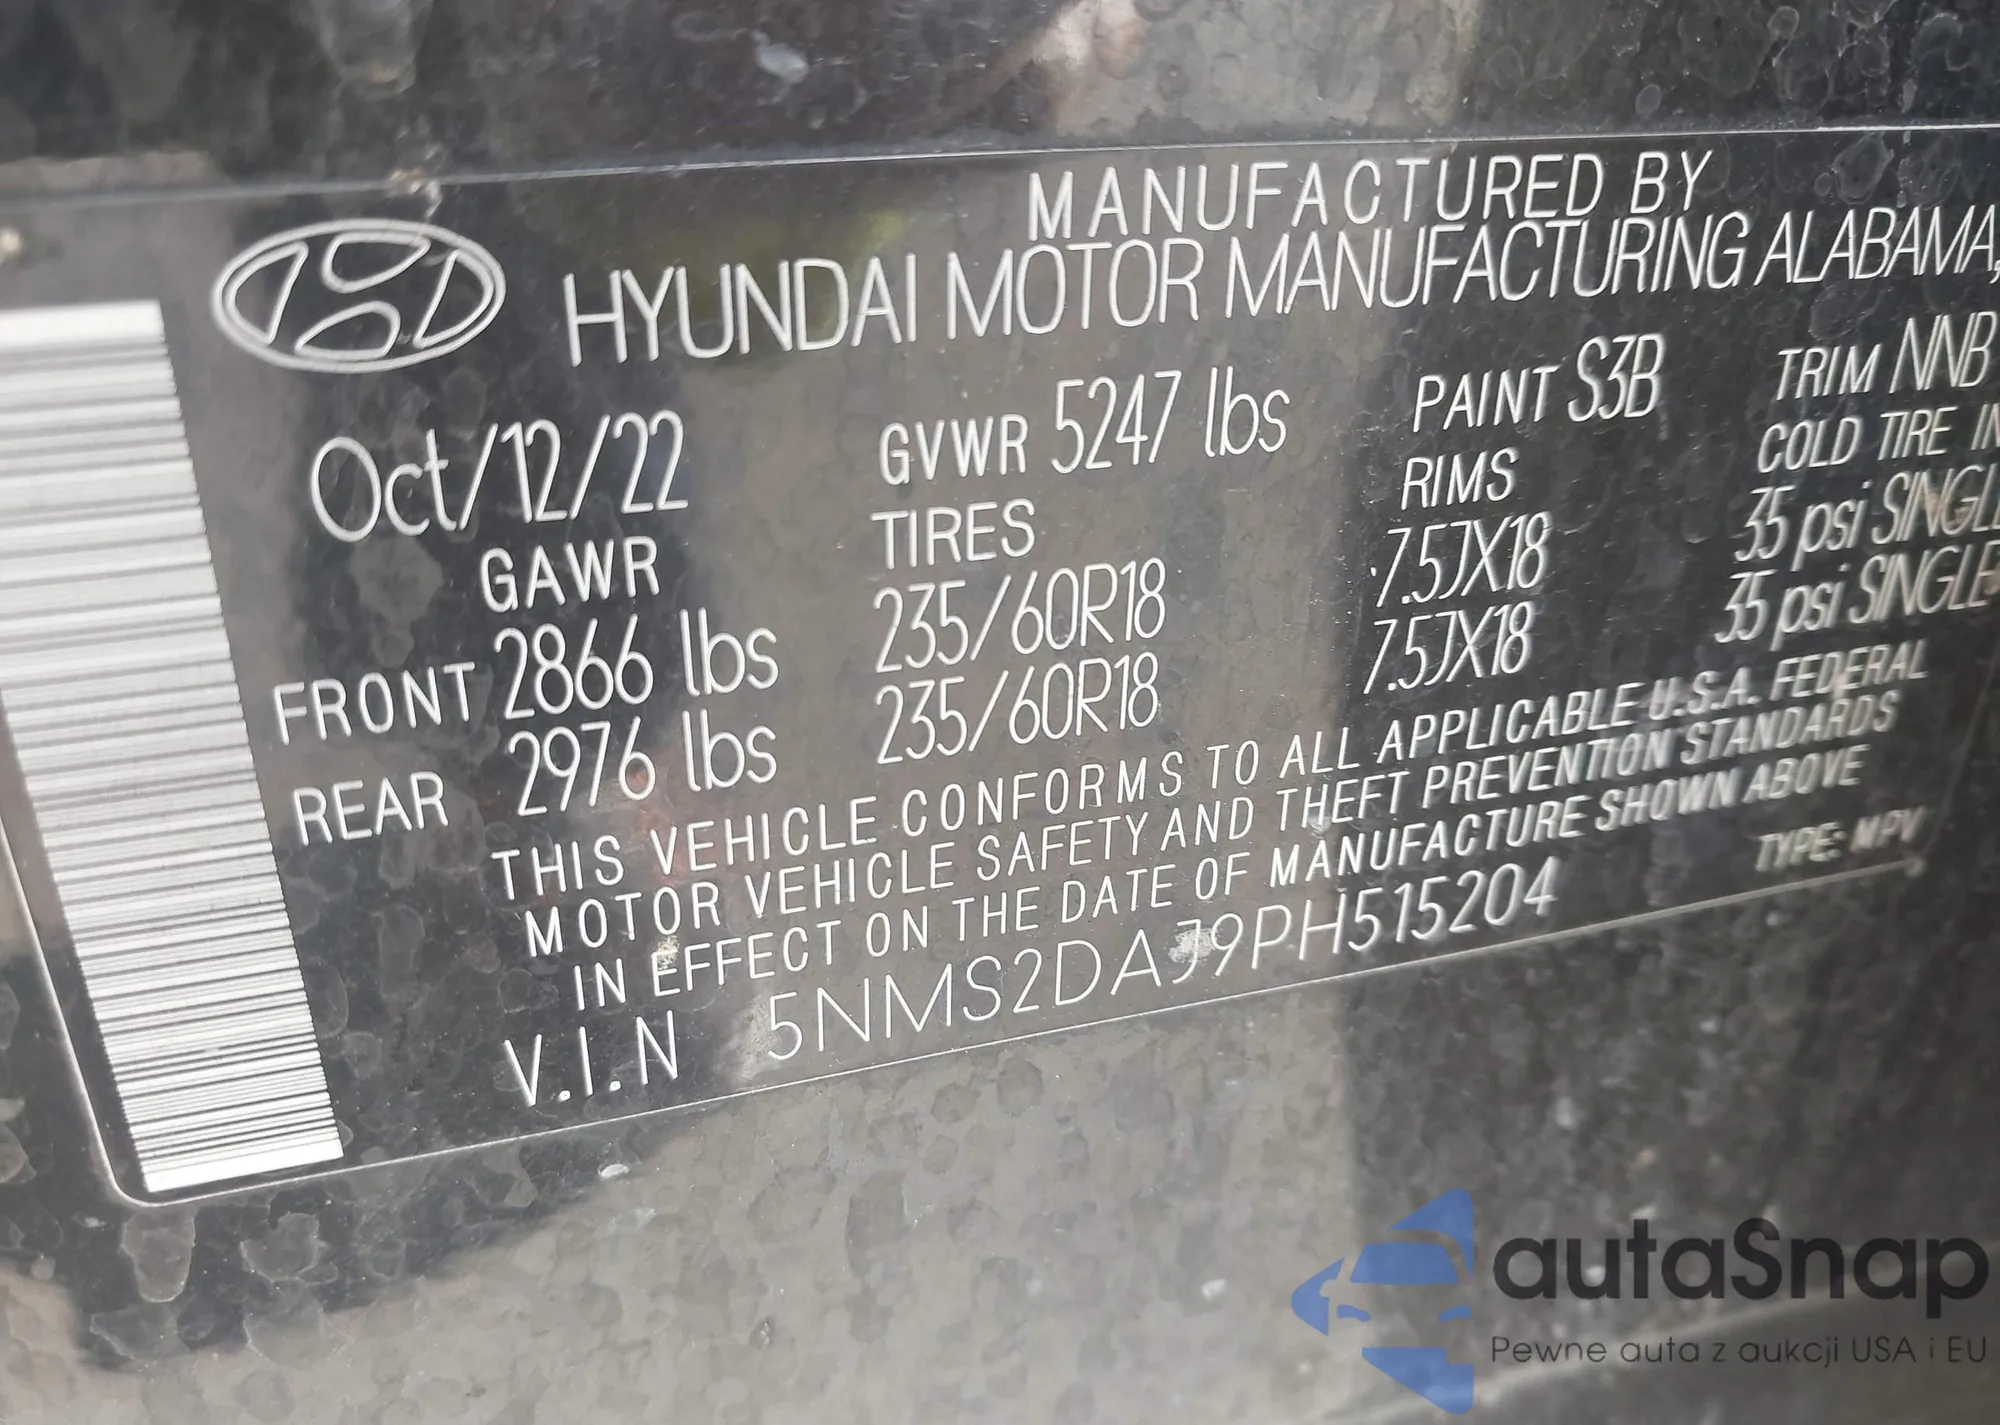 MANUFACTURED BY
HYUNDAI MOTOR MANUFACTURING ALABAMA,
Oct/12/22 GVWR 5247 lbs PAINT S3B TRIM NNB
GAWR TIRES RIMS COLD TIRE IN
FRONT 2866 lbs 235/60R18 7.5JX18 35 psi SINGLE
REAR 2976 lbs 235/60R18 7.5JX18 35 psi SINGLE
THIS VEHICLE CONFORMS TO ALL APPLICABLE U.S.A. FEDERAL
MOTOR VEHICLE SAFETY AND THEFT PREVENTION STANDARDS
IN EFFECT ON THE DATE OF MANUFACTURE SHOWN ABOVE
V.I.N 5NMS2DAJ9PH515204 TYPE: MPV
autaSnap
Pewne auta z aukcji USA i EU